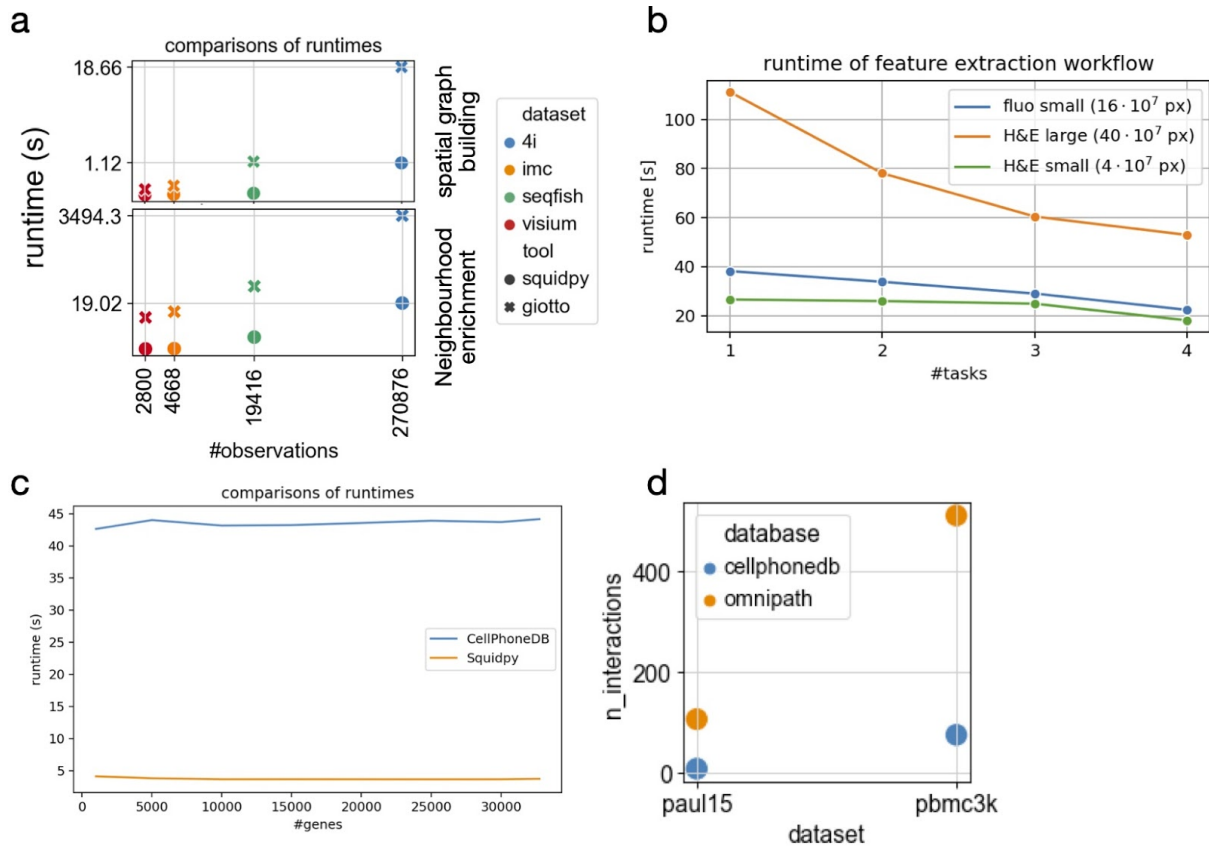 a
comparisons of runtimes
18.66
1.12
3494.3
19.02
runtime (s)
spatial graph
building
Neighbourhood
enrichment
2800
4668
19416
270876
#observations
dataset
4i
imc
seqfish
visium
tool
squidpy
giotto
b
runtime of feature extraction workflow
fluo small (16 · 10⁷ px)
H&E large (40 · 10⁷ px)
H&E small (4 · 10⁷ px)
100
80
60
40
20
runtime [s]
1 2 3 4
#tasks
c
comparisons of runtimes
45
40
35
30
25
20
15
10
5
runtime (s)
CellPhoneDB
Squidpy
0 5000 10000 15000 20000 25000 30000
#genes
d
database
cellphonedb
omnipath
400
200
0
n_interactions
paul15 pbmc3k
dataset